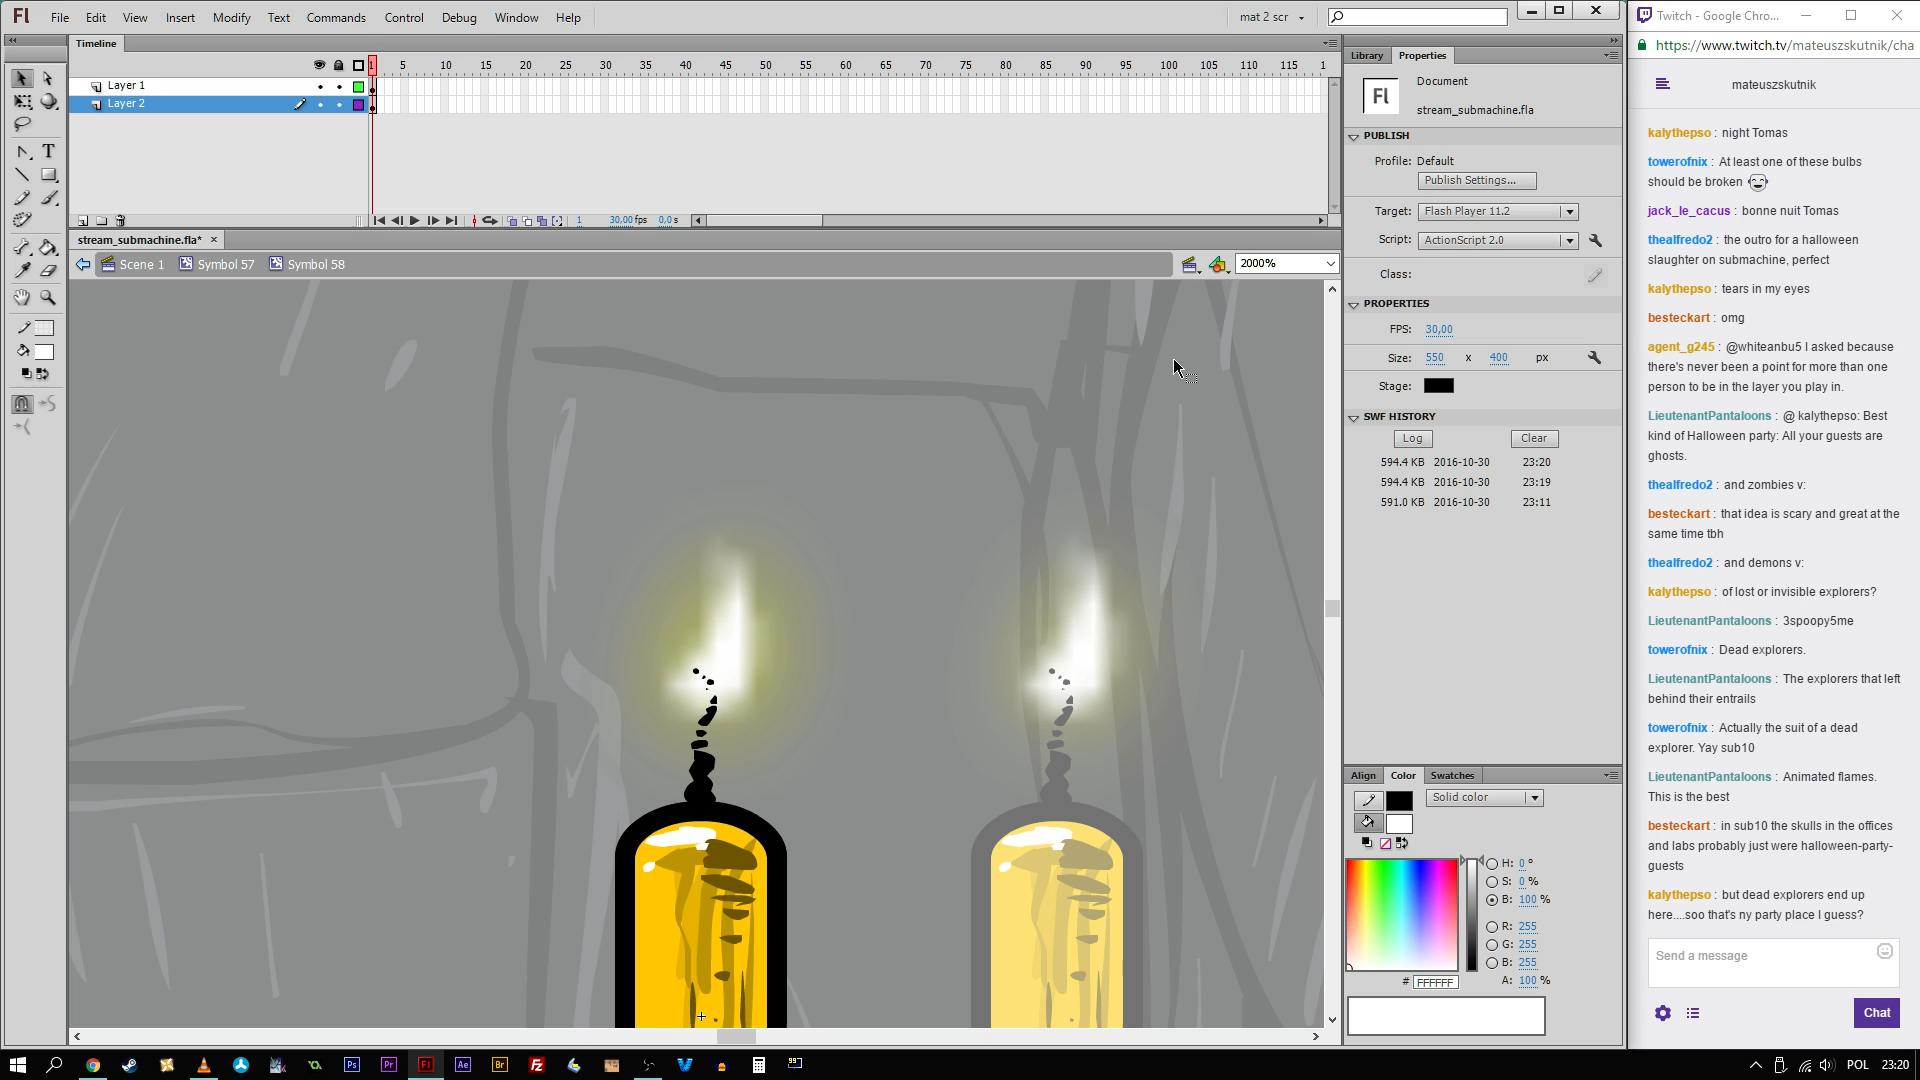 Fl File Edit View Insert Modify Text Commands Control Debug Window Help mat 2 scr
Twitch - Google Chro...
https://www.twitch.tv/mateuszskutnik/cha
Timeline
1 5 10 15 20 25 30 35 40 45 50 55 60 65 70 75 80 85 90 95 100 105 110 115 1
Layer 1
Layer 2
1 30,00 fps 0,0 s
stream_submachine.fla*
Scene 1 Symbol 57 Symbol 58 2000%
Library Properties
Document
Fl
stream_submachine.fla
PUBLISH
Profile: Default
Publish Settings...
Target: Flash Player 11.2
Script: ActionScript 2.0
Class:
PROPERTIES
FPS: 30,00
Size: 550 x 400 px
Stage:
SWF HISTORY
Log Clear
594.4 KB 2016-10-30 23:20
594.4 KB 2016-10-30 23:19
591.0 KB 2016-10-30 23:11
Align Color Swatches
Solid color
H: 0 °
S: 0 %
B: 100 %
R: 255
G: 255
B: 255
# FFFFFF A: 100 %
mateuszskutnik
kalythepso : night Tomas
towerofnix : At least one of these bulbs
should be broken
jack_le_cacus : bonne nuit Tomas
thealfredo2 : the outro for a halloween
slaughter on submachine, perfect
kalythepso : tears in my eyes
besteckart : omg
agent_g245 : @whiteanbu5 I asked because
there's never been a point for more than one
person to be in the layer you play in.
LieutenantPantaloons : @ kalythepso: Best
kind of Halloween party: All your guests are
ghosts.
thealfredo2 : and zombies v:
besteckart : that idea is scary and great at the
same time tbh
thealfredo2 : and demons v:
kalythepso : of lost or invisible explorers?
LieutenantPantaloons : 3spoopy5me
towerofnix : Dead explorers.
LieutenantPantaloons : The explorers that left
behind their entrails
towerofnix : Actually the suit of a dead
explorer. Yay sub10
LieutenantPantaloons : Animated flames.
This is the best
besteckart : in sub10 the skulls in the offices
and labs probably just were halloween-party-
guests
kalythepso : but dead explorers end up
here....soo that's ny party place I guess?
Send a message
Chat
Ps Pr Fl Ae Br Fz
POL 23:20